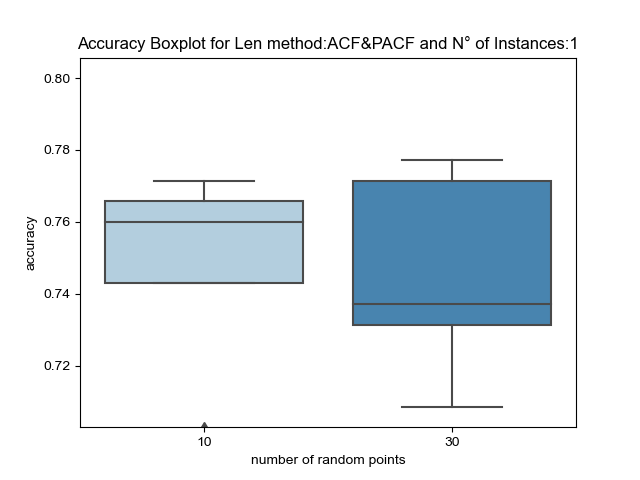 Accuracy Boxplot for Len method:ACF&PACF and N° of Instances:1
0.80
0.78
0.76
0.74
0.72
accuracy
10
30
number of random points